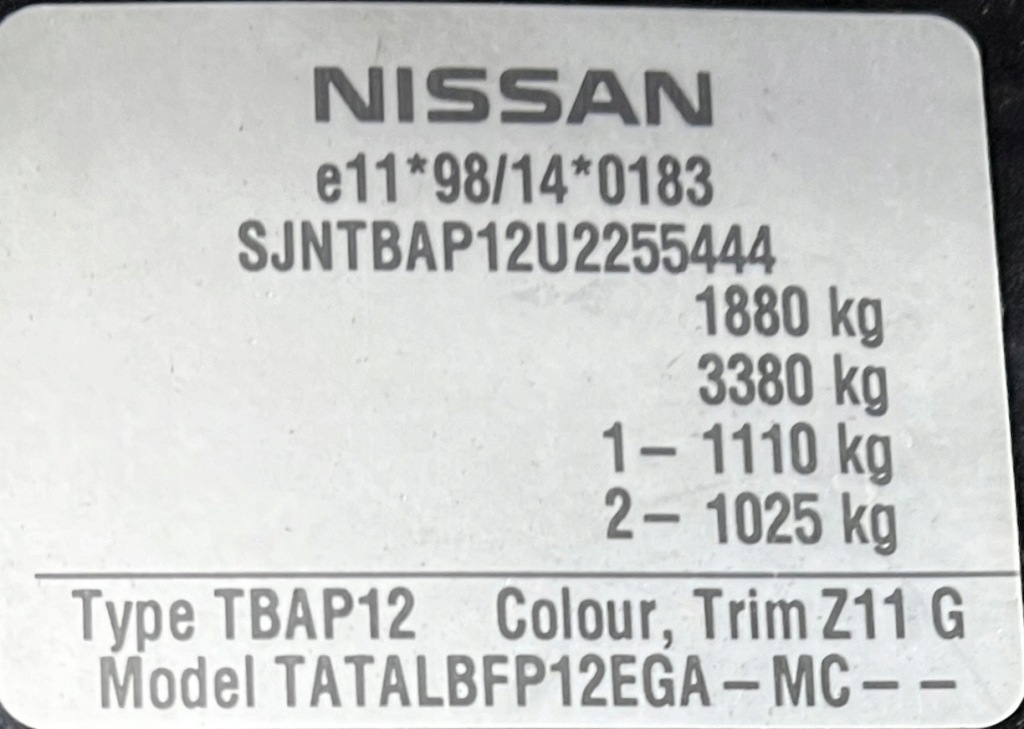 NISSAN
e11*98/14*0183
SJNTBAP12U2255444
1880 kg
3380 kg
1– 1110 kg
2– 1025 kg
Type TBAP12 Colour, Trim Z11 G
Model TATALBFP12EGA – MC – –